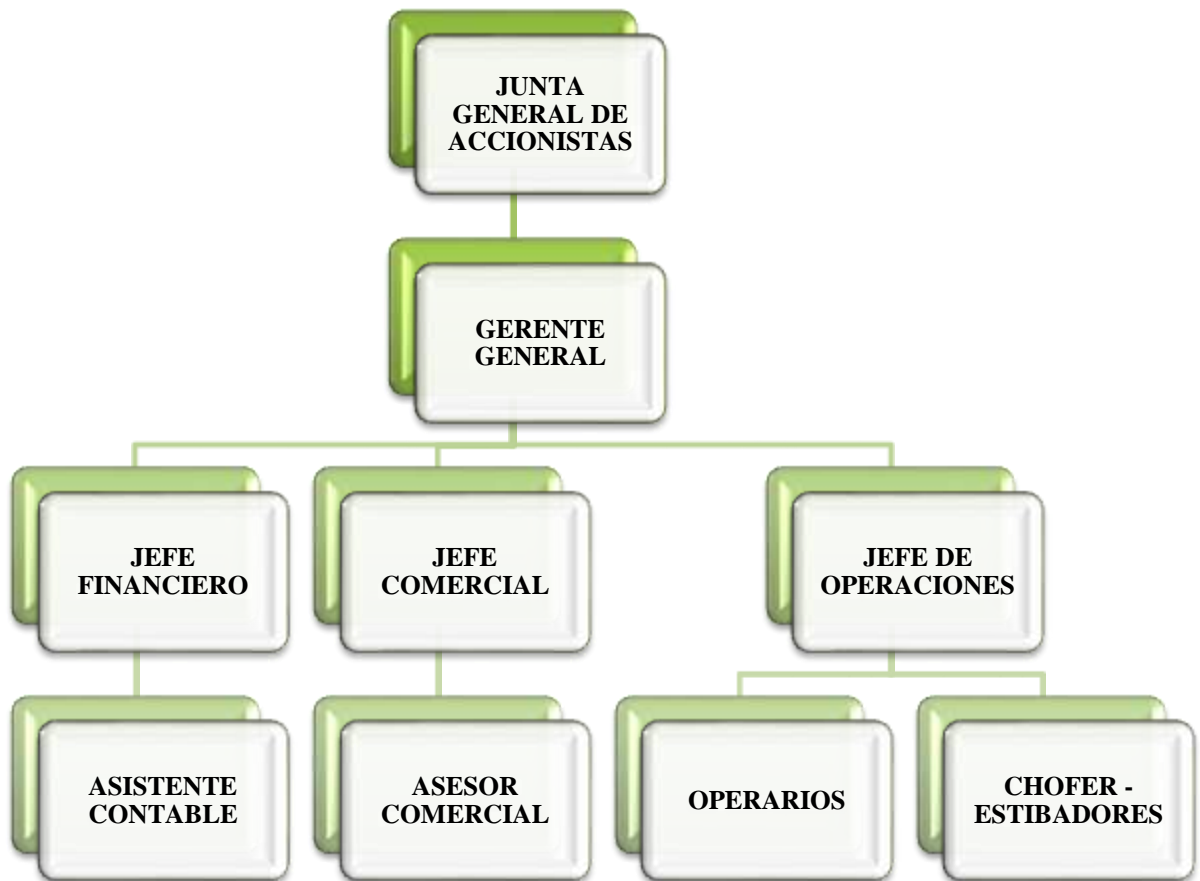 JUNTA
GENERAL DE
ACCIONISTAS
GERENTE
GENERAL
JEFE
FINANCIERO
JEFE
COMERCIAL
JEFE DE
OPERACIONES
ASISTENTE
CONTABLE
ASESOR
COMERCIAL
OPERARIOS
CHOFER -
ESTIBADORES